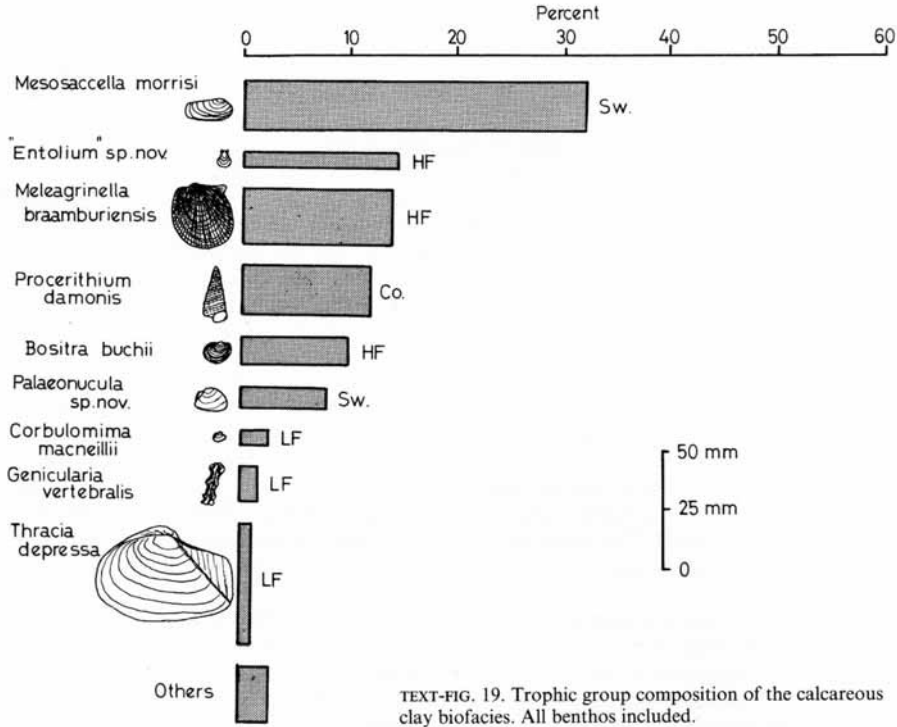 Percent
0 10 20 30 40 50 60
Mesosaccella morrisi
Sw.
"Entolium" sp.nov.
HF
Meleagrinella
braamburiensis
HF
Procerithium
damonis
Co.
Bositra buchii
HF
Palaeonucula
sp.nov.
Sw.
Corbulomima
macneillii
LF
Genicularia
vertebralis
LF
Thracia
depressa
LF
Others
50 mm
25 mm
0
TEXT-FIG. 19. Trophic group composition of the calcareous
clay biofacies. All benthos included.